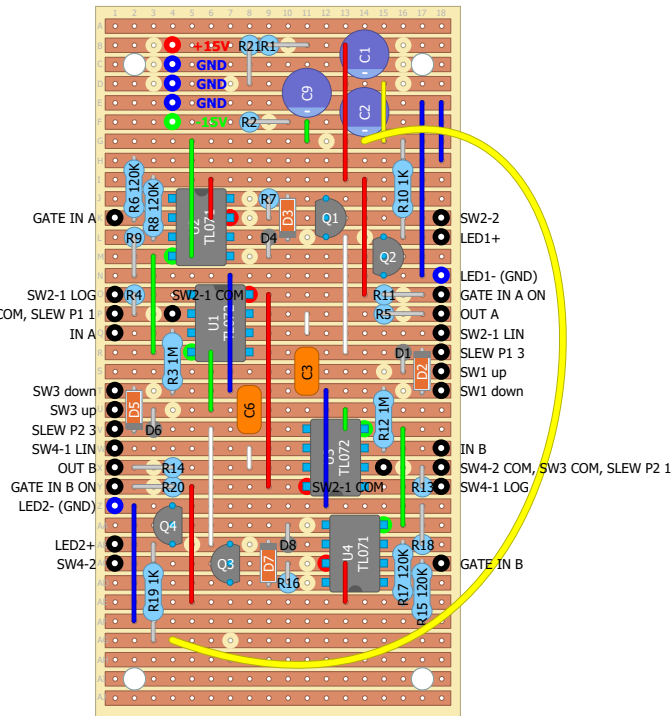 1 2 3 4 5 6 7 8 9 10 11 12 13 14 15 16 17 18
A
B +15V R21 R1 C1
C GND
D GND
E GND C9 C2
F -15V R2
G
H
I R6 120K R8 120K R10 1K
J R7
GATE IN A U2 TL071 D3 Q1 SW2-2
L R9 D4 LED1+
M Q2
N LED1- (GND)
SW2-1 LOG R4 SW2-1 COM R11 GATE IN A ON
COM, SLEW P1 1 U1 R5 OUT A
IN A SW2-1 LIN
R R3 1M D1 SLEW P1 3
C3 D2 SW1 up
SW3 down SW1 down
SW3 up D5 C6 R12 1M
SLEW P2 3 D6
SW4-1 LIN U3 TL072 IN B
OUT B R14 SW4-2 COM, SW3 COM, SLEW P2 1
GATE IN B ON R20 SW2-1 COM R13 SW4-1 LOG
LED2- (GND)
Q4
LED2+ D8 U4 TL071 R18
SW4-2 Q3 D7 GATE IN B
R19 1K R16 R17 120K R15 120K